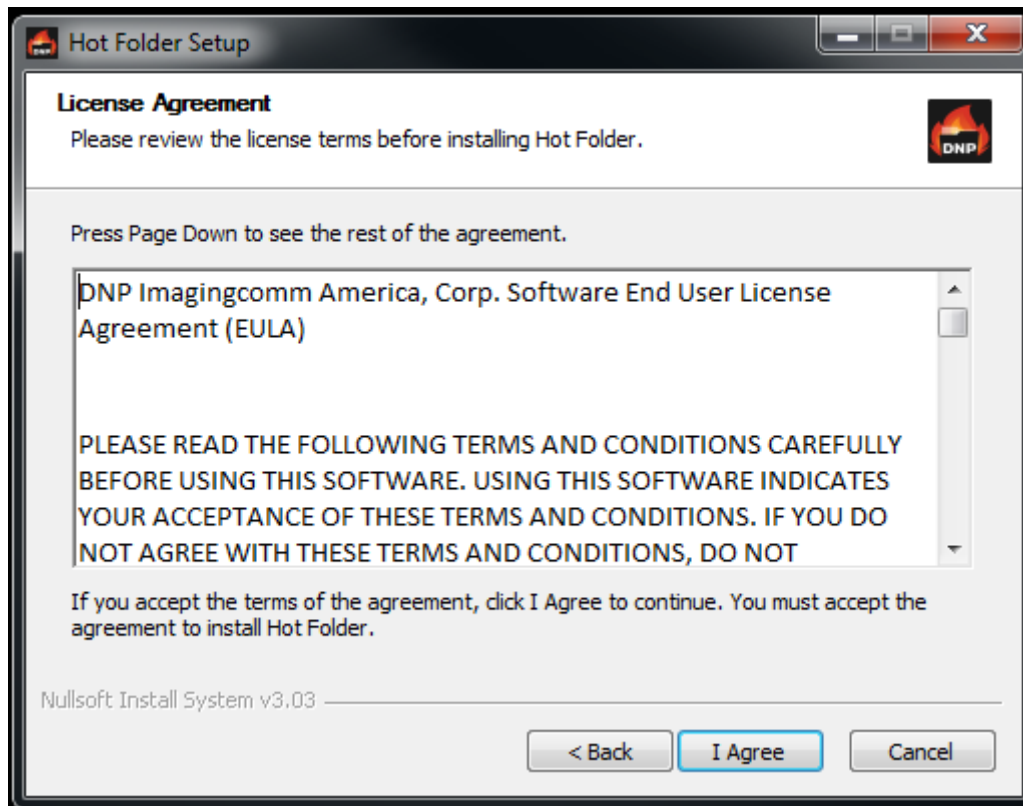 Hot Folder Setup
License Agreement
Please review the license terms before installing Hot Folder.
DNP
Press Page Down to see the rest of the agreement.
DNP Imagingcomm America, Corp. Software End User License
Agreement (EULA)
PLEASE READ THE FOLLOWING TERMS AND CONDITIONS CAREFULLY
BEFORE USING THIS SOFTWARE. USING THIS SOFTWARE INDICATES
YOUR ACCEPTANCE OF THESE TERMS AND CONDITIONS. IF YOU DO
NOT AGREE WITH THESE TERMS AND CONDITIONS, DO NOT
If you accept the terms of the agreement, click I Agree to continue. You must accept the
agreement to install Hot Folder.
Nullsoft Install System v3.03
< Back I Agree Cancel